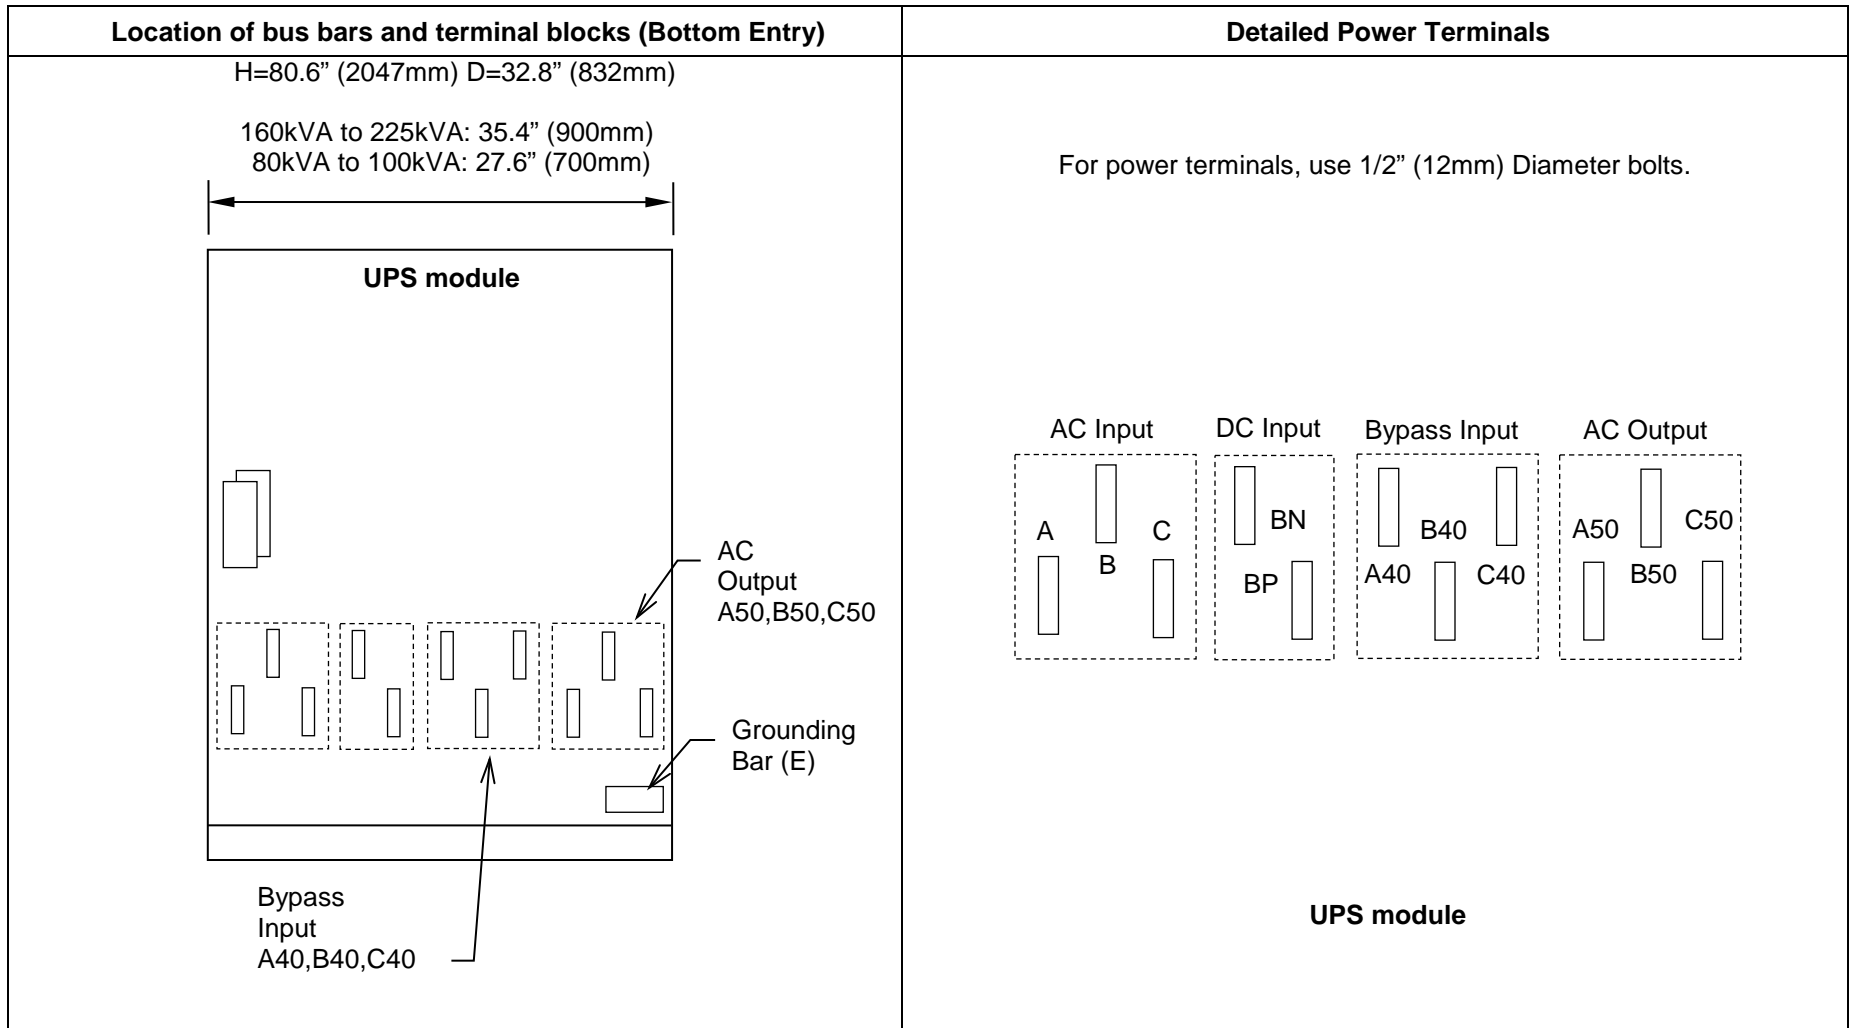 Location of bus bars and terminal blocks (Bottom Entry)
H=80.6” (2047mm) D=32.8” (832mm)
160kVA to 225kVA: 35.4” (900mm)
80kVA to 100kVA: 27.6” (700mm)
UPS module
AC
Output
A50,B50,C50
Grounding
Bar (E)
Bypass
Input
A40,B40,C40
Detailed Power Terminals
For power terminals, use 1/2” (12mm) Diameter bolts.
AC Input
A
B
C
DC Input
BN
BP
Bypass Input
A40
B40
C40
AC Output
A50
B50
C50
UPS module